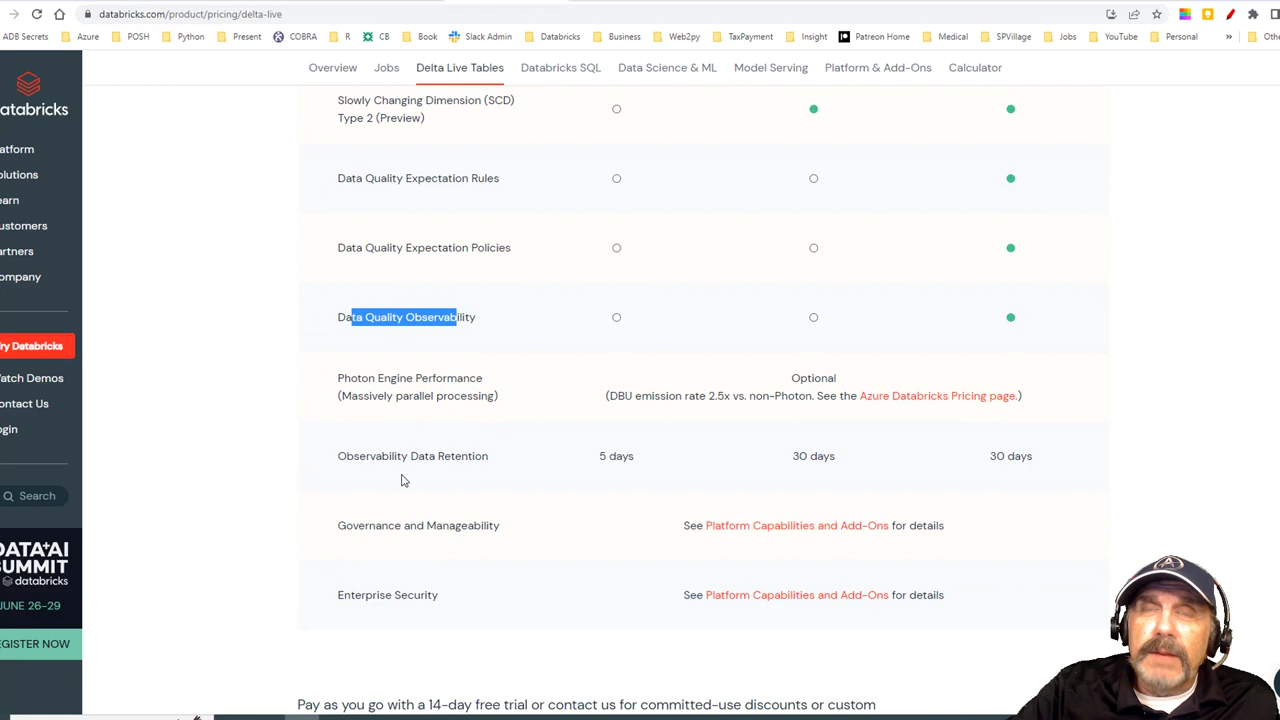 databricks.com/product/pricing/delta-live
ADB Secrets Azure POSH Python Present COBRA R CB Book Slack Admin Databricks Business Web2py TaxPayment Insight Patreon Home Medical SPVillage Jobs YouTube Personal » Othe
databricks
latform
olutions
earn
ustomers
artners
ompany
ry Databricks
Vatch Demos
ontact Us
ogin
Search
DATA+AI
SUMMIT
databricks
UNE 26-29
EGISTER NOW
Overview Jobs Delta Live Tables Databricks SQL Data Science & ML Model Serving Platform & Add-Ons Calculator
Slowly Changing Dimension (SCD)
Type 2 (Preview)
Data Quality Expectation Rules
Data Quality Expectation Policies
Data Quality Observability
Photon Engine Performance
(Massively parallel processing)
Optional
(DBU emission rate 2.5x vs. non-Photon. See the Azure Databricks Pricing page.)
Observability Data Retention 5 days 30 days 30 days
Governance and Manageability See Platform Capabilities and Add-Ons for details
Enterprise Security See Platform Capabilities and Add-Ons for details
Pay as you go with a 14-day free trial or contact us for committed-use discounts or custom